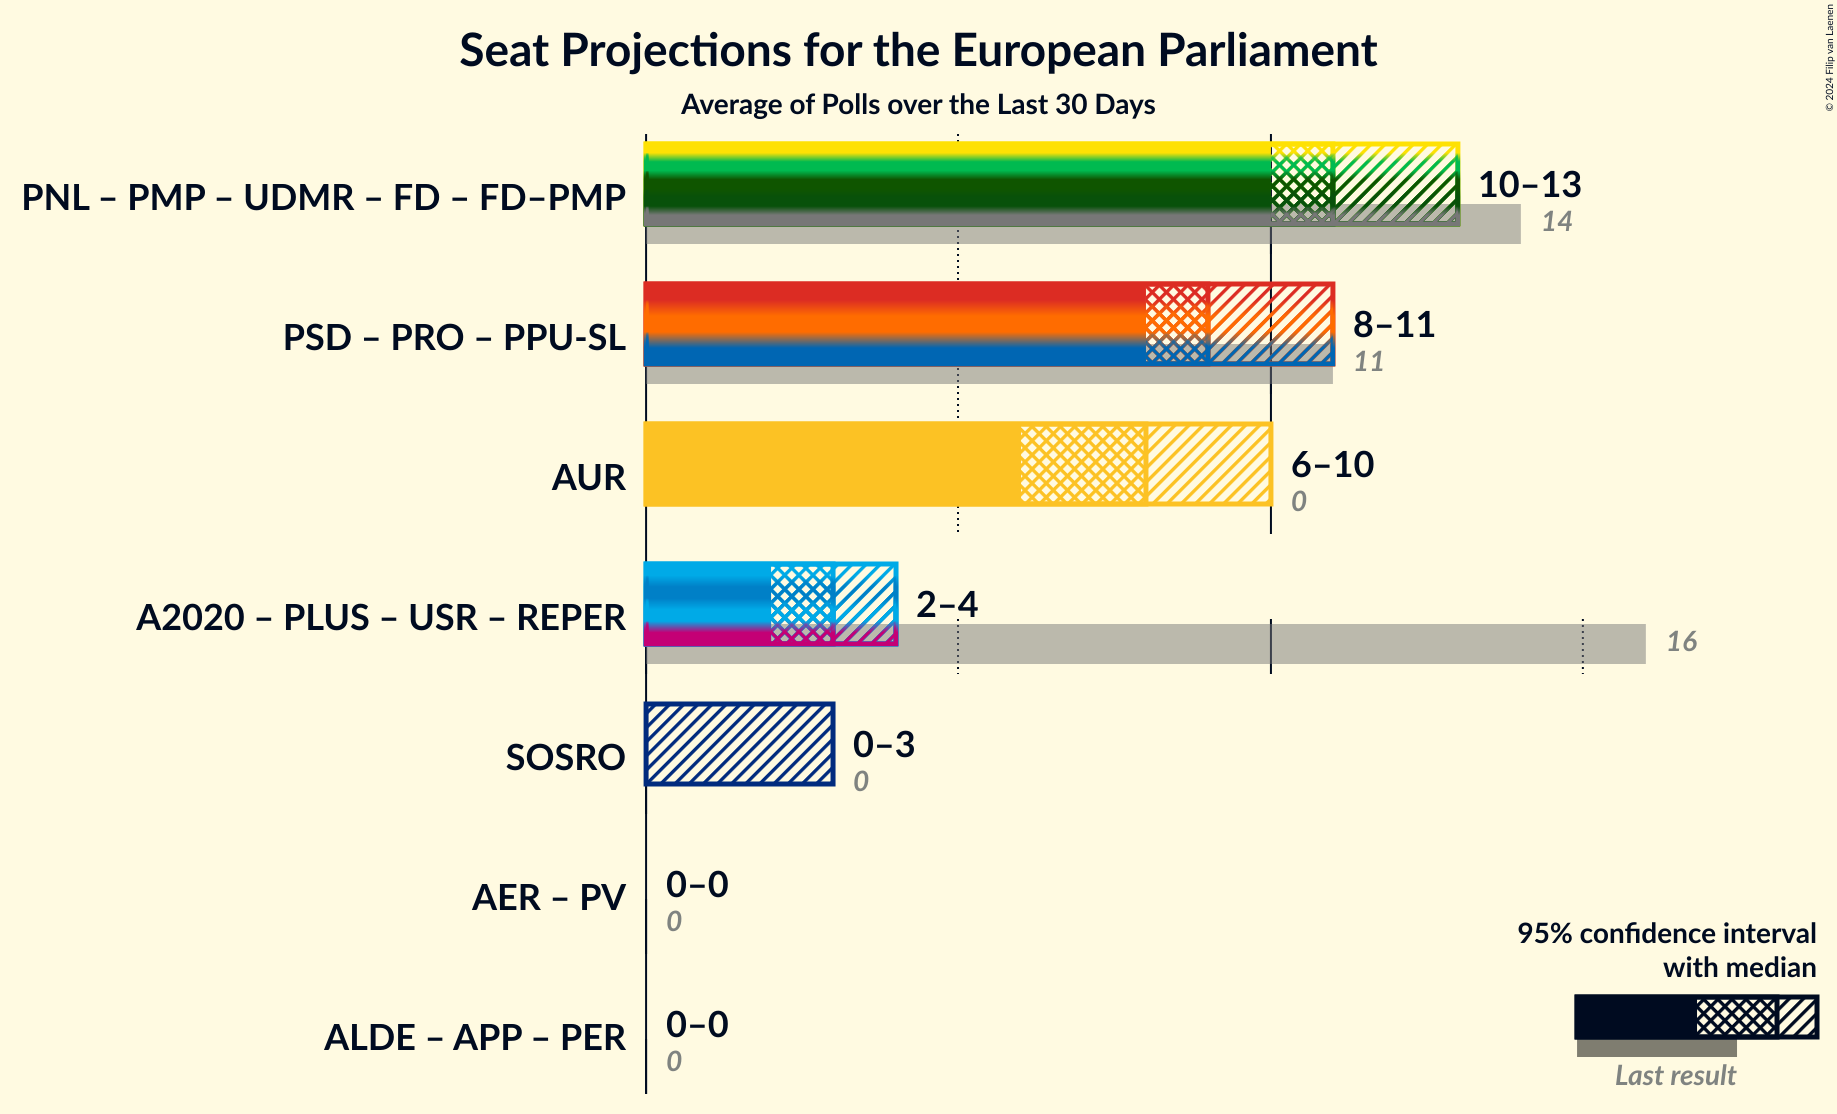 Seat Projections for the European Parliament
Average of Polls over the Last 30 Days
© 2024 Filip van Laenen
PNL – PMP – UDMR – FD – FD–PMP
10–13
14
PSD – PRO – PPU-SL
8–11
11
AUR
6–10
0
A2020 – PLUS – USR – REPER
2–4
16
SOSRO
0–3
0
AER – PV
0–0
0
ALDE – APP – PER
0–0
0
95% confidence interval
with median
Last result